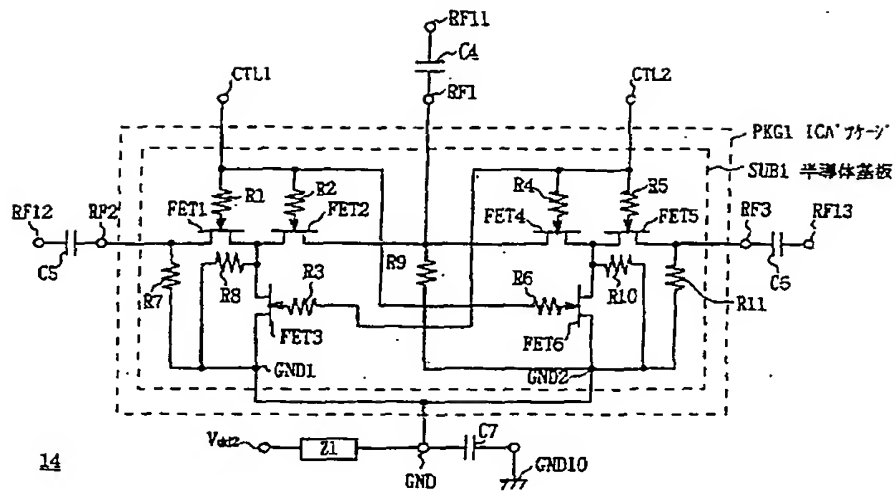 RF11
C4
CTL1
RF1
CTL2
PKG1 ICパッケージ
SUB1 半導体基板
R1
R2
R4
R5
RF12
RF2
FET1
FET2
FET4
FET5
RF3
RF13
C5
R7
R8
R3
R9
R6
R10
R11
C6
FET3
FET6
GND1
GND2
Vdd2
Z1
C7
GND
GND10
14